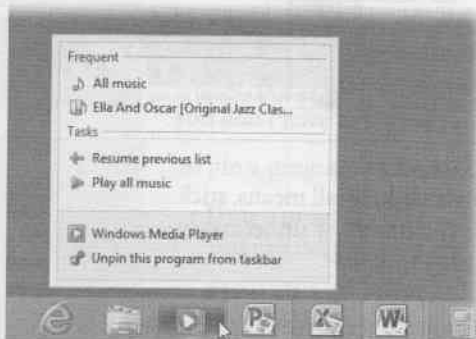 Frequent
All music
Ella And Oscar [Original Jazz Clas...
Tasks
Resume previous list
Play all music
Windows Media Player
Unpin this program from taskbar
P
X
W